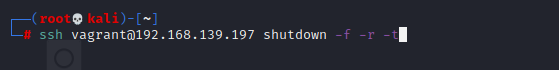 ┌──(root💀kali)-[~]
└─# ssh vagrant@192.168.139.197 shutdown -f -r -t